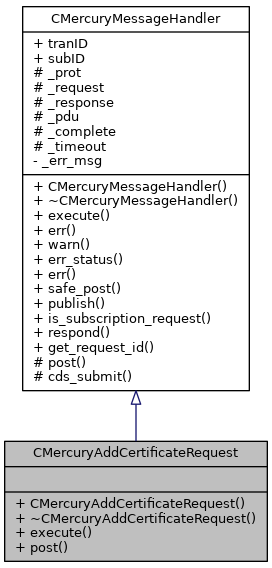 CMercuryMessageHandler
+ tranID
+ subID
# _prot
# _request
# _response
# _pdu
# _complete
# _timeout
- _err_msg
+ CMercuryMessageHandler()
+ ~CMercuryMessageHandler()
+ execute()
+ err()
+ warn()
+ err_status()
+ err()
+ safe_post()
+ publish()
+ is_subscription_request()
+ respond()
+ get_request_id()
# post()
# cds_submit()
CMercuryAddCertificateRequest
+ CMercuryAddCertificateRequest()
+ ~CMercuryAddCertificateRequest()
+ execute()
+ post()